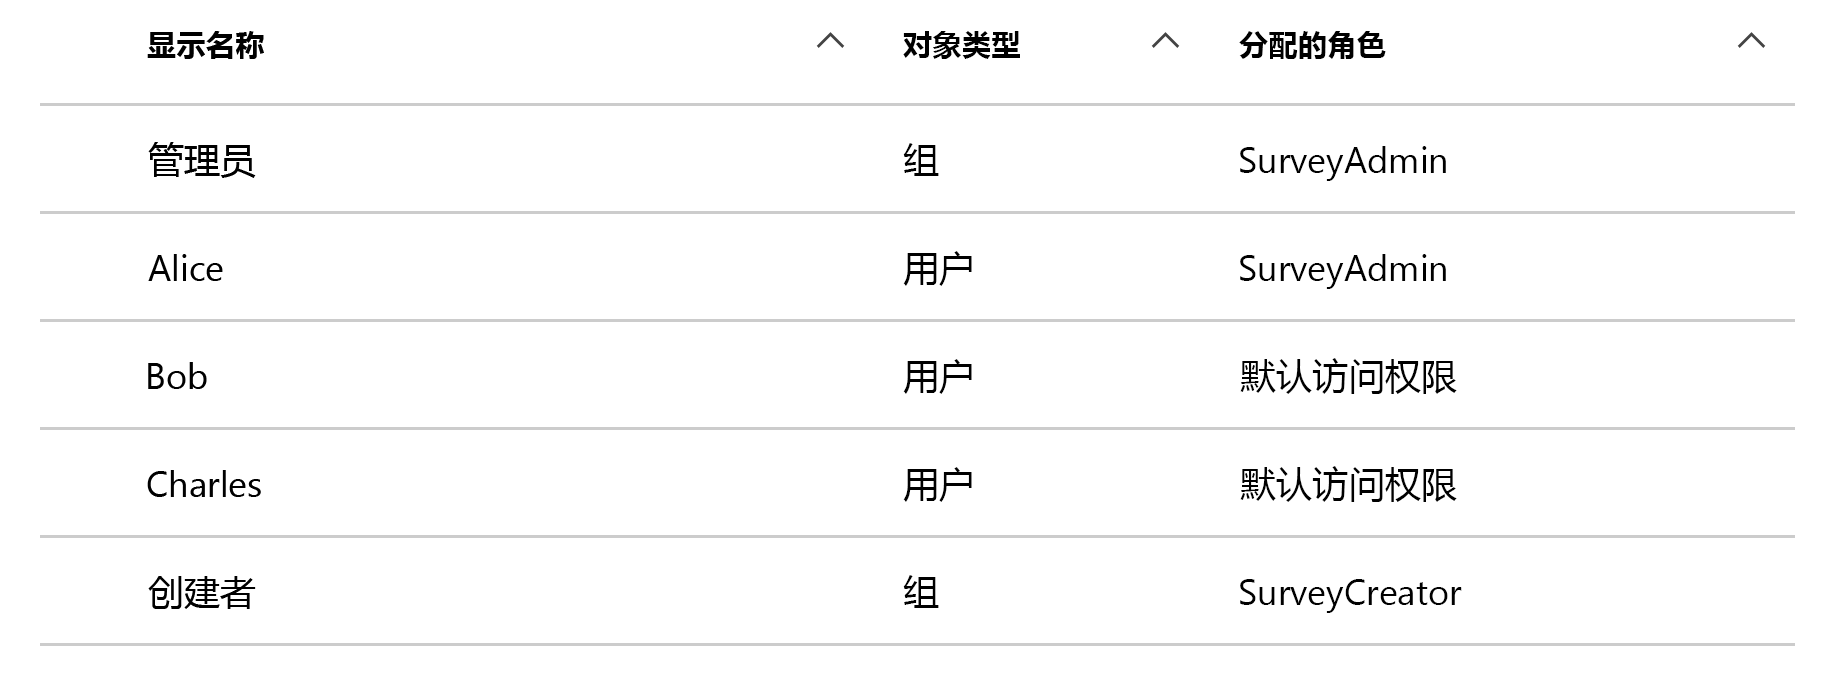 显示名称 对象类型 分配的角色
管理员 组 SurveyAdmin
Alice 用户 SurveyAdmin
Bob 用户 默认访问权限
Charles 用户 默认访问权限
创建者 组 SurveyCreator